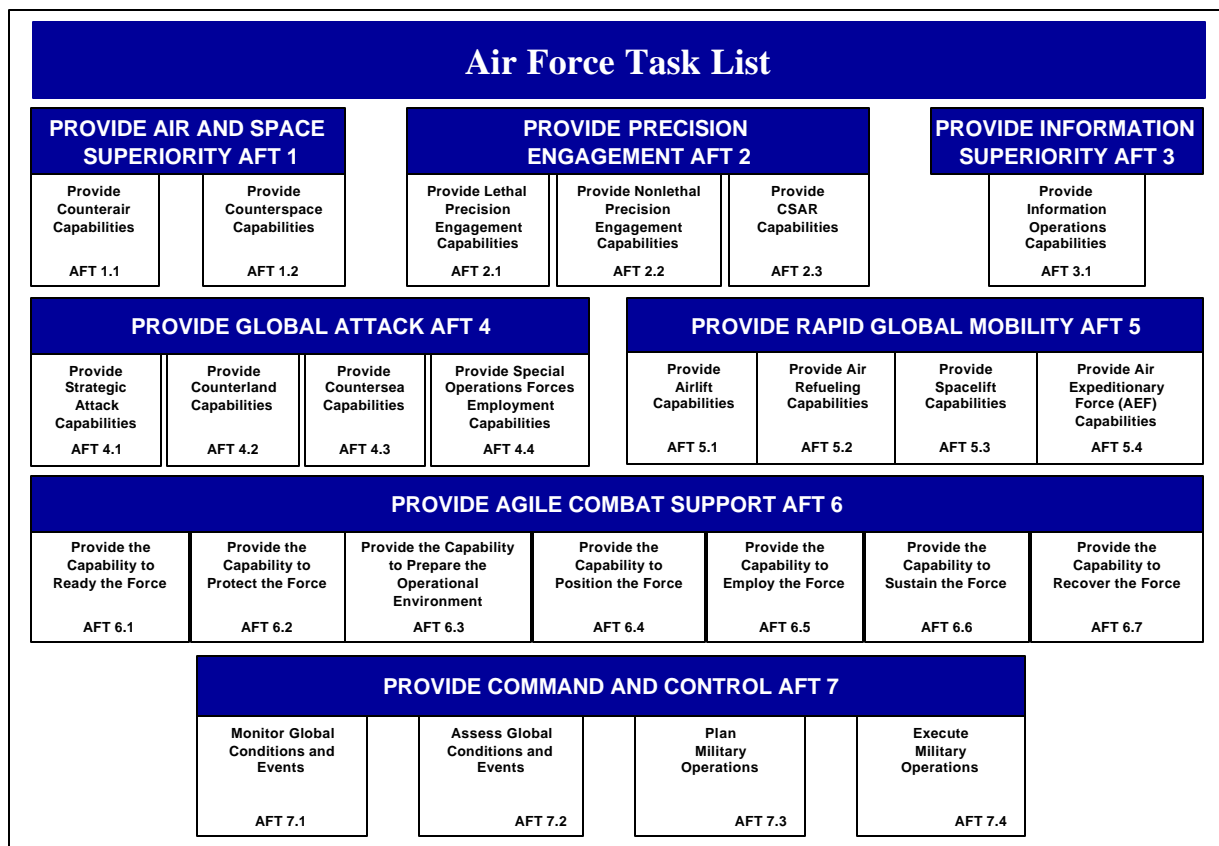 Air Force Task List
PROVIDE AIR AND SPACE
SUPERIORITY AFT 1
Provide
Counterair
Capabilities
AFT 1.1
Provide
Counterspace
Capabilities
AFT 1.2
PROVIDE PRECISION
ENGAGEMENT AFT 2
Provide Lethal
Precision
Engagement
Capabilities
AFT 2.1
Provide Nonlethal
Precision
Engagement
Capabilities
AFT 2.2
Provide
CSAR
Capabilities
AFT 2.3
PROVIDE INFORMATION
SUPERIORITY AFT 3
Provide
Information
Operations
Capabilities
AFT 3.1
PROVIDE GLOBAL ATTACK AFT 4
Provide
Strategic
Attack
Capabilities
AFT 4.1
Provide
Counterland
Capabilities
AFT 4.2
Provide
Countersea
Capabilities
AFT 4.3
Provide Special
Operations Forces
Employment
Capabilities
AFT 4.4
PROVIDE RAPID GLOBAL MOBILITY AFT 5
Provide
Airlift
Capabilities
AFT 5.1
Provide Air
Refueling
Capabilities
AFT 5.2
Provide
Spacelift
Capabilities
AFT 5.3
Provide Air
Expeditionary
Force (AEF)
Capabilities
AFT 5.4
PROVIDE AGILE COMBAT SUPPORT AFT 6
Provide the
Capability to
Ready the Force
AFT 6.1
Provide the
Capability to
Protect the Force
AFT 6.2
Provide the Capability
to Prepare the
Operational
Environment
AFT 6.3
Provide the
Capability to
Position the Force
AFT 6.4
Provide the
Capability to
Employ the Force
AFT 6.5
Provide the
Capability to
Sustain the Force
AFT 6.6
Provide the
Capability to
Recover the Force
AFT 6.7
PROVIDE COMMAND AND CONTROL AFT 7
Monitor Global
Conditions and
Events
AFT 7.1
Assess Global
Conditions and
Events
AFT 7.2
Plan
Military
Operations
AFT 7.3
Execute
Military
Operations
AFT 7.4